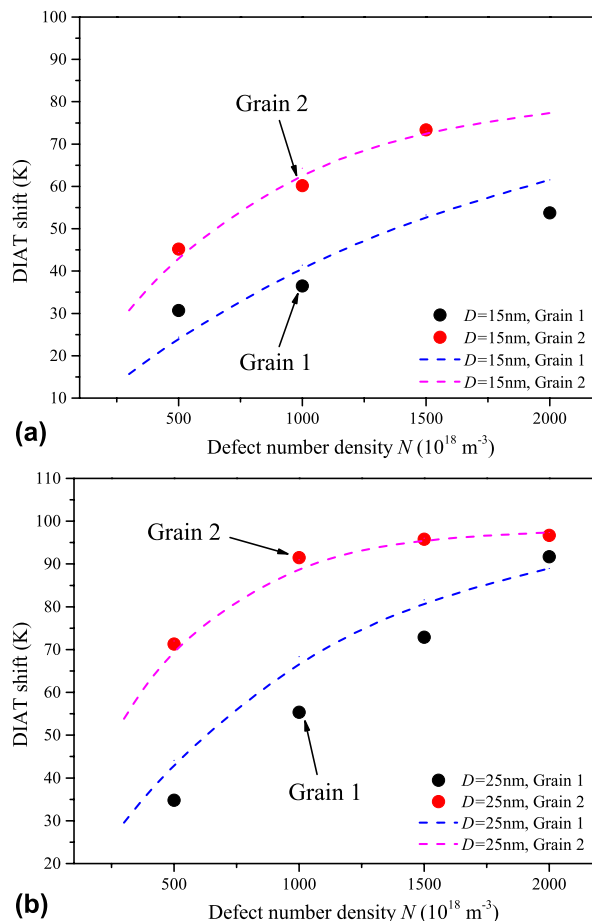 100
90
80
70
60
50
40
30
20
10
DIAT shift (K)
Grain 2
Grain 1
D=15nm, Grain 1
D=15nm, Grain 2
D=15nm, Grain 1
D=15nm, Grain 2
500 1000 1500 2000
(a)
Defect number density N (10^18 m^-3)
110
100
90
80
70
60
50
40
30
20
DIAT shift (K)
Grain 2
Grain 1
D=25nm, Grain 1
D=25nm, Grain 2
D=25nm, Grain 1
D=25nm, Grain 2
500 1000 1500 2000
(b)
Defect number density N (10^18 m^-3)